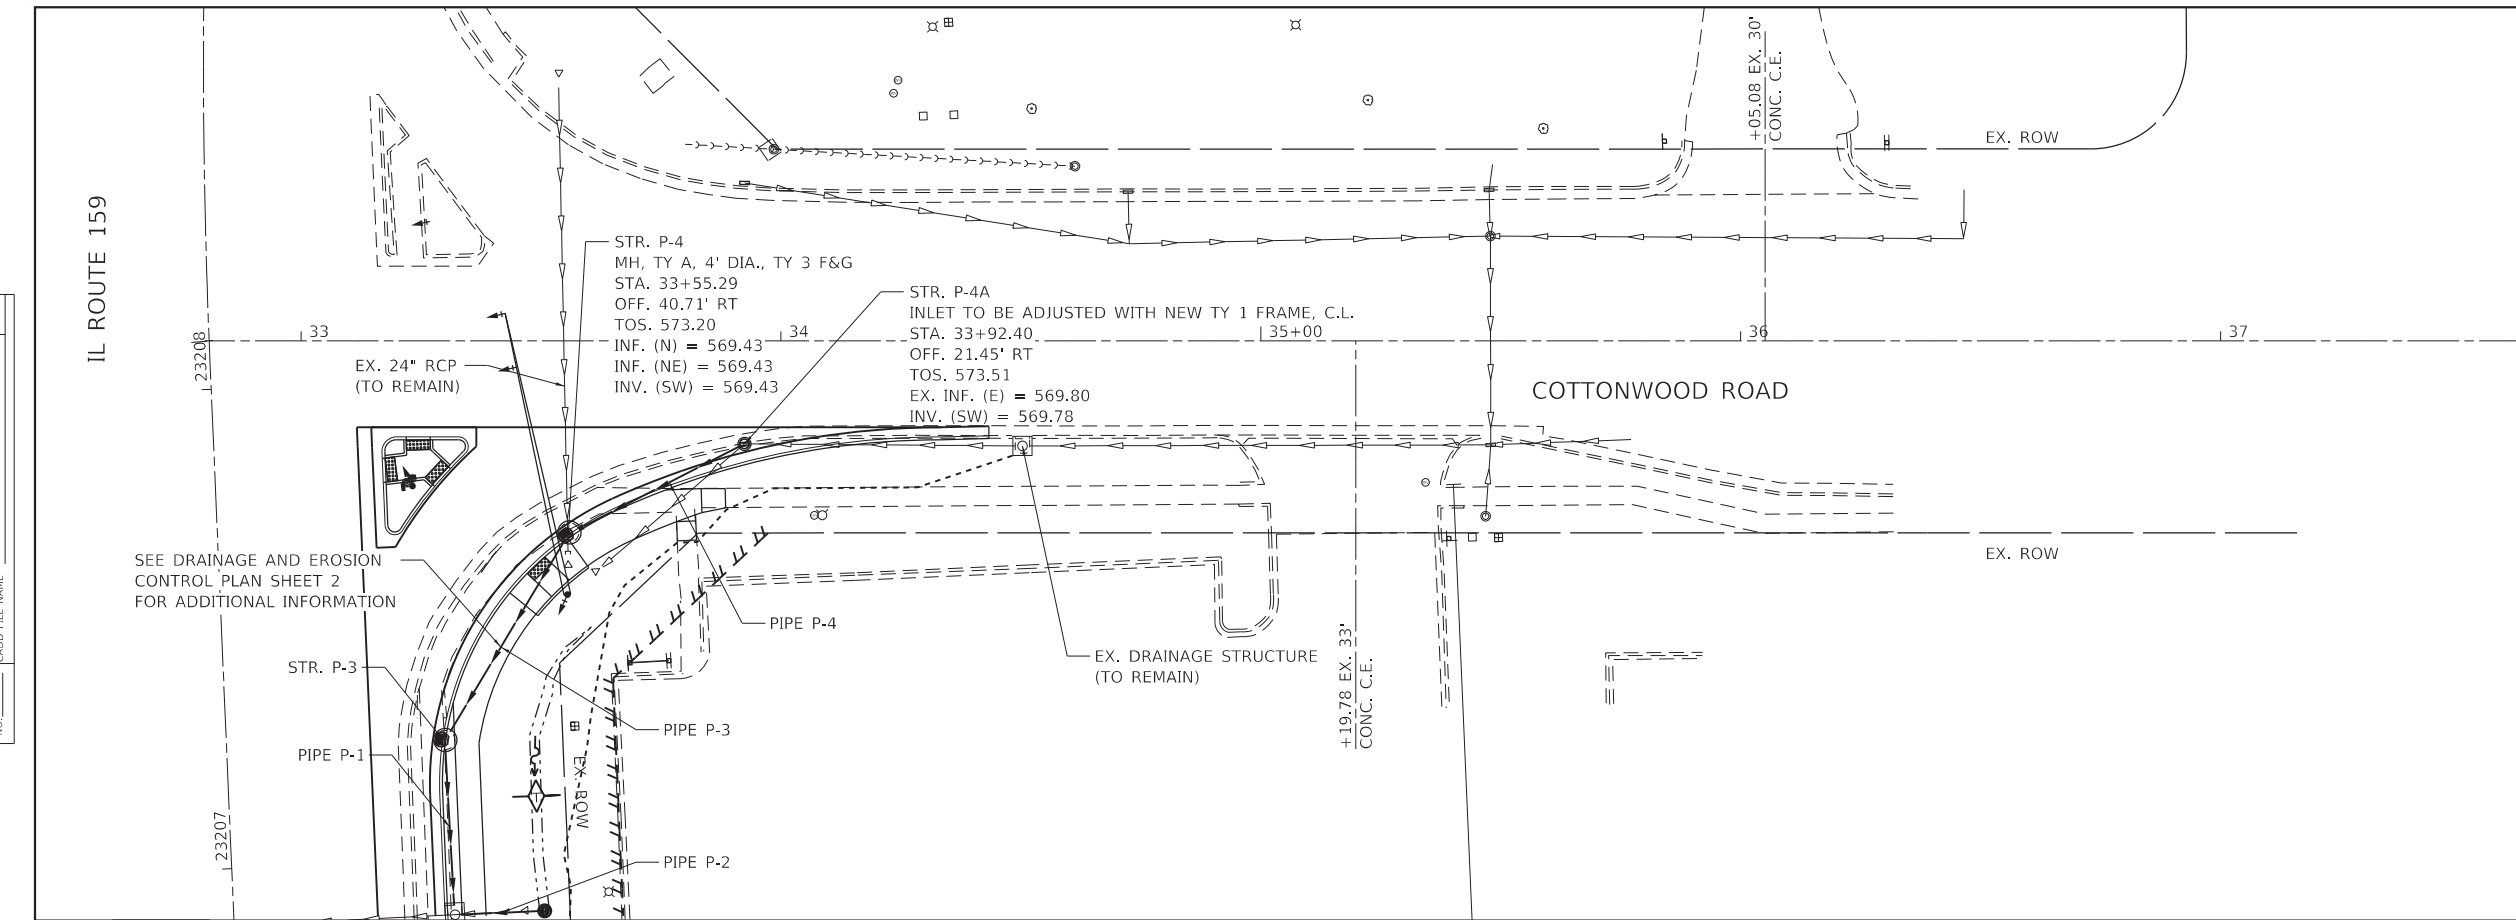 IL ROUTE 159
23208
23207
33
34
35+00
36
37
+05.08 EX. 30'
CONC. C.E.
EX. ROW
STR. P-4
MH, TY A, 4' DIA., TY 3 F&G
STA. 33+55.29
OFF. 40.71' RT
TOS. 573.20
INF. (N) = 569.43
INF. (NE) = 569.43
INV. (SW) = 569.43
STR. P-4A
INLET TO BE ADJUSTED WITH NEW TY 1 FRAME, C.L.
STA. 33+92.40
OFF. 21.45' RT
TOS. 573.51
EX. INF. (E) = 569.80
INV. (SW) = 569.78
EX. 24" RCP
(TO REMAIN)
COTTONWOOD ROAD
SEE DRAINAGE AND EROSION
CONTROL PLAN SHEET 2
FOR ADDITIONAL INFORMATION
EX. ROW
PIPE P-4
EX. DRAINAGE STRUCTURE
(TO REMAIN)
+19.78 EX. 33'
CONC. C.E.
STR. P-3
PIPE P-3
PIPE P-1
EX. ROW
PIPE P-2